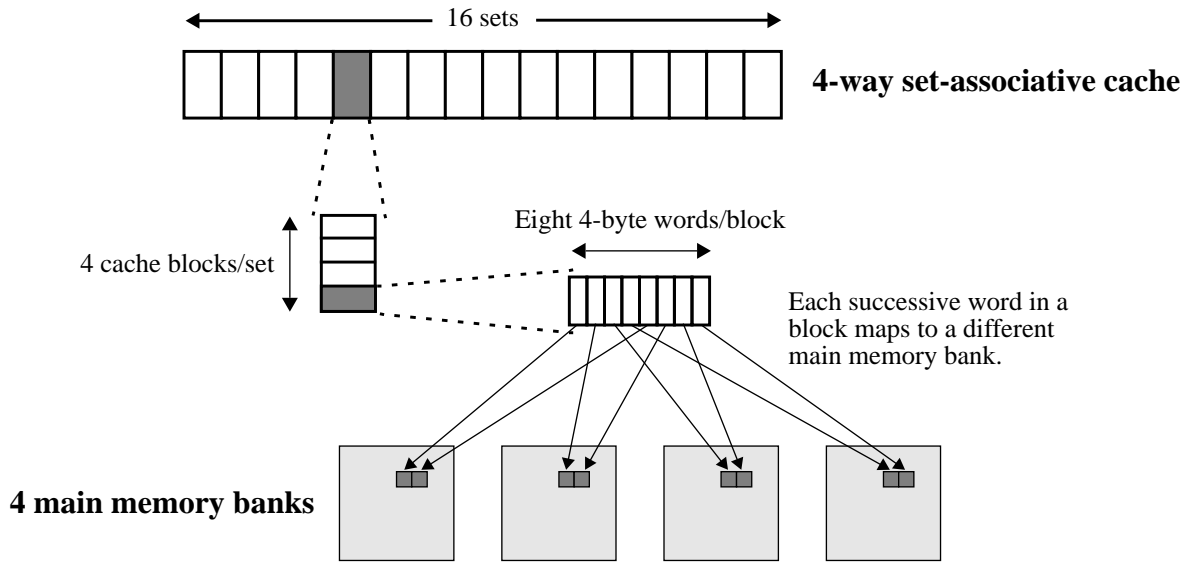 16 sets
4-way set-associative cache
Eight 4-byte words/block
4 cache blocks/set
Each successive word in a
block maps to a different
main memory bank.
4 main memory banks